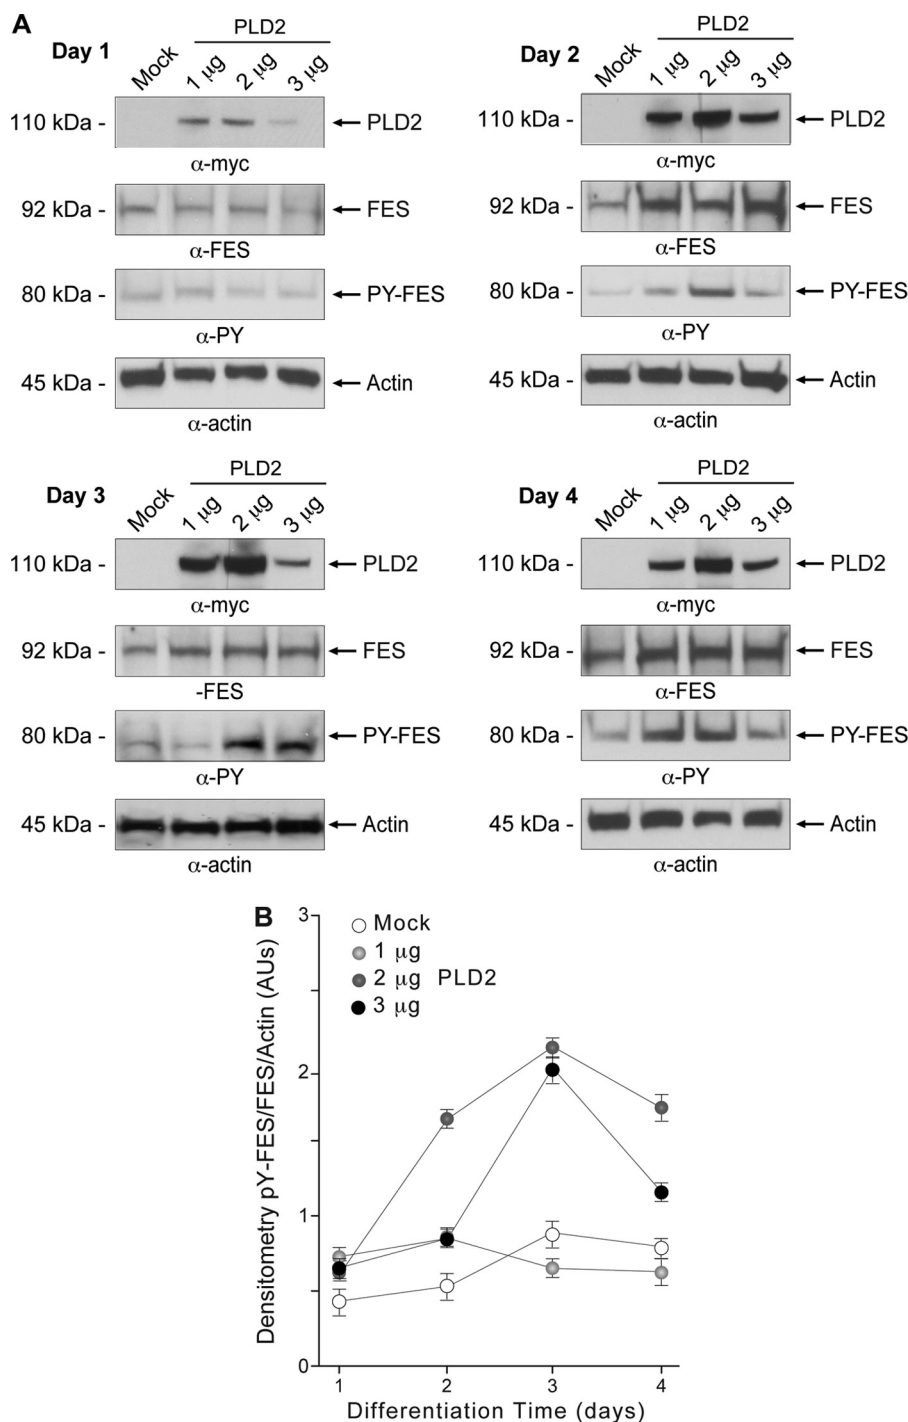 A
Day 1
PLD2
Mock 1 μg 2 μg 3 μg
110 kDa - PLD2
α-myc
92 kDa - FES
α-FES
80 kDa - PY-FES
α-PY
45 kDa - Actin
α-actin
Day 2
PLD2
Mock 1 μg 2 μg 3 μg
110 kDa - PLD2
α-myc
92 kDa - FES
α-FES
80 kDa - PY-FES
α-PY
45 kDa - Actin
α-actin
Day 3
PLD2
Mock 1 μg 2 μg 3 μg
110 kDa - PLD2
α-myc
92 kDa - FES
-FES
80 kDa - PY-FES
α-PY
45 kDa - Actin
α-actin
Day 4
PLD2
Mock 1 μg 2 μg 3 μg
110 kDa - PLD2
α-myc
92 kDa - FES
α-FES
80 kDa - PY-FES
α-PY
45 kDa - Actin
α-actin
B
Densitometry pY-FES/FES/Actin (AUs)
3
2
1
0
Mock
1 μg
2 μg PLD2
3 μg
1 2 3 4
Differentiation Time (days)